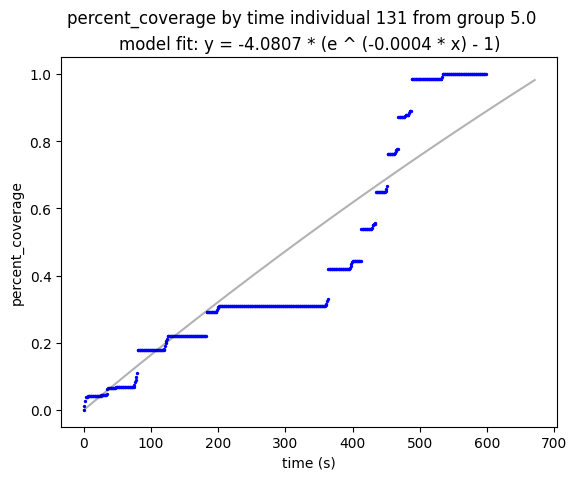 percent_coverage by time individual 131 from group 5.0
model fit: y = -4.0807 * (e ^ (-0.0004 * x) - 1)
1.0
0.8
0.6
0.4
0.2
0.0
percent_coverage
0 100 200 300 400 500 600 700
time (s)